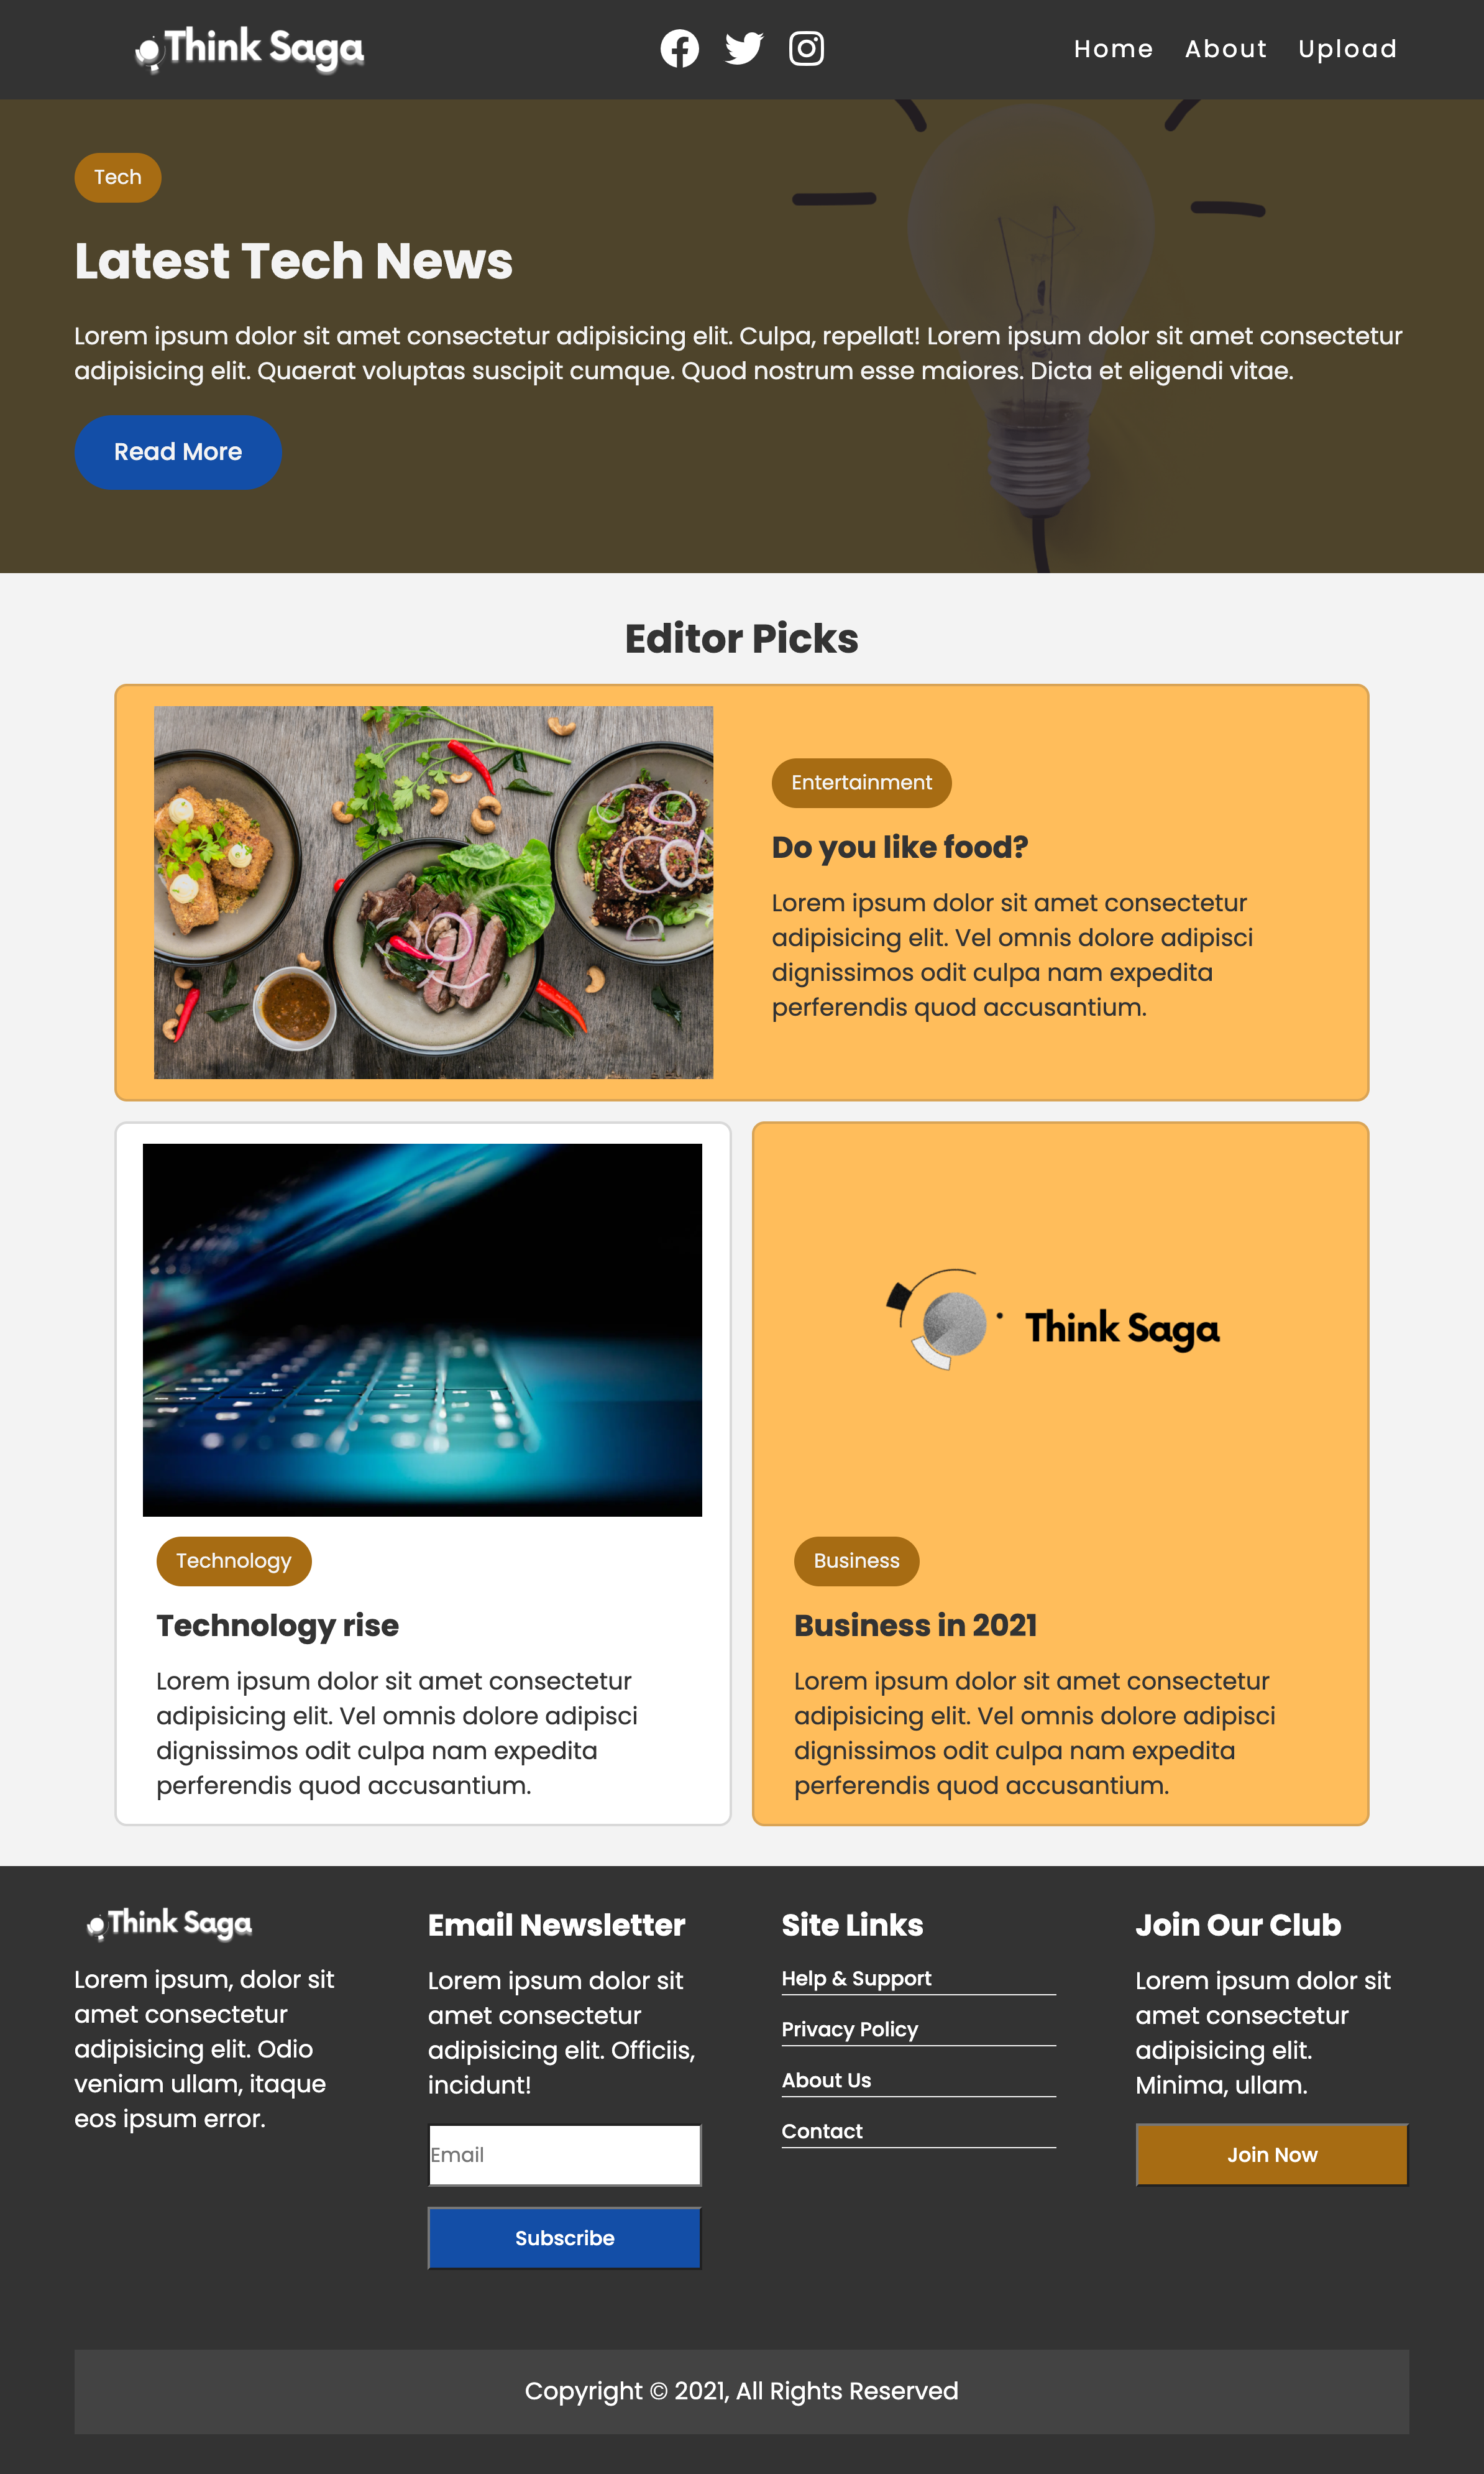 Think Saga
Home About Upload
Tech
Latest Tech News
Lorem ipsum dolor sit amet consectetur adipisicing elit. Culpa, repellat! Lorem ipsum dolor sit amet consectetur
adipisicing elit. Quaerat voluptas suscipit cumque. Quod nostrum esse maiores. Dicta et eligendi vitae.
Read More
Editor Picks
Entertainment
Do you like food?
Lorem ipsum dolor sit amet consectetur
adipisicing elit. Vel omnis dolore adipisci
dignissimos odit culpa nam expedita
perferendis quod accusantium.
Technology
Technology rise
Lorem ipsum dolor sit amet consectetur
adipisicing elit. Vel omnis dolore adipisci
dignissimos odit culpa nam expedita
perferendis quod accusantium.
Think Saga
Business
Business in 2021
Lorem ipsum dolor sit amet consectetur
adipisicing elit. Vel omnis dolore adipisci
dignissimos odit culpa nam expedita
perferendis quod accusantium.
Think Saga
Lorem ipsum, dolor sit
amet consectetur
adipisicing elit. Odio
veniam ullam, itaque
eos ipsum error.
Email Newsletter
Lorem ipsum dolor sit
amet consectetur
adipisicing elit. Officiis,
incidunt!
Email
Subscribe
Site Links
Help & Support
Privacy Policy
About Us
Contact
Join Our Club
Lorem ipsum dolor sit
amet consectetur
adipisicing elit.
Minima, ullam.
Join Now
Copyright © 2021, All Rights Reserved